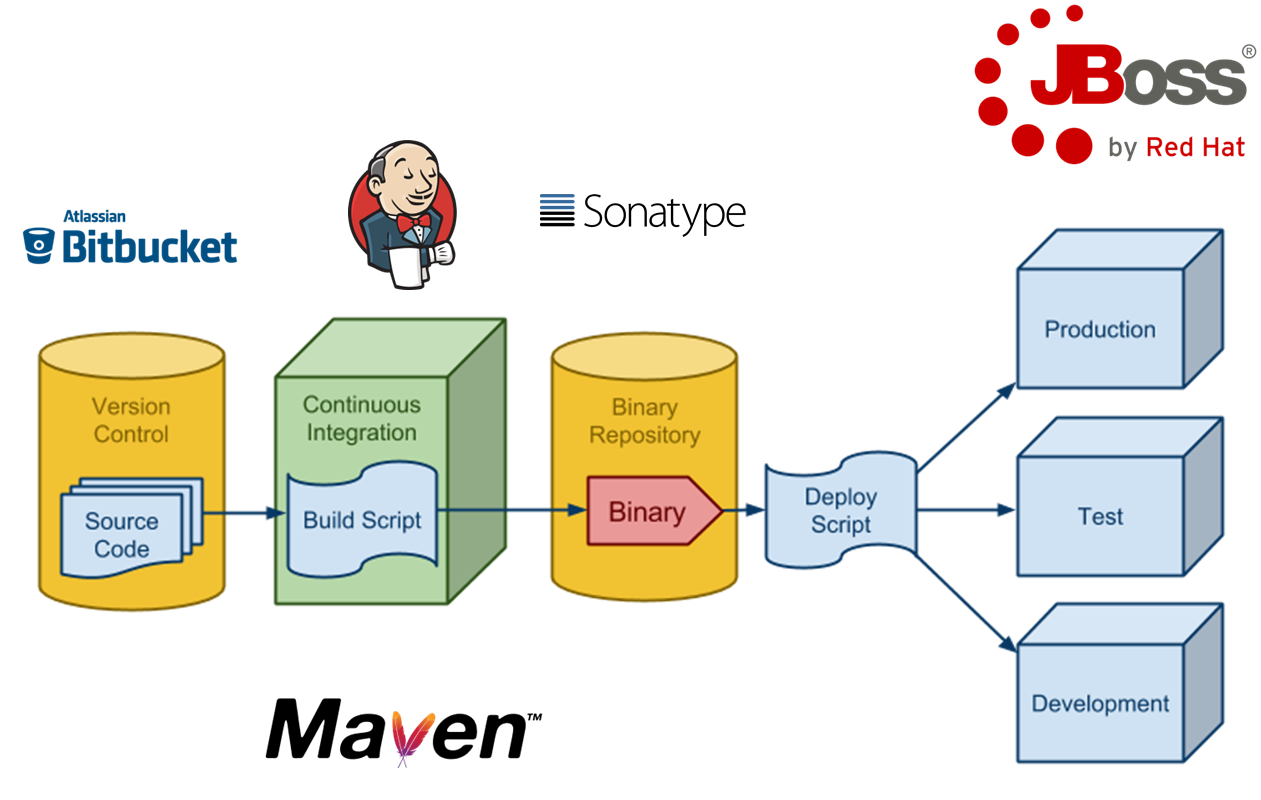 JBoss®
by Red Hat
Atlassian
Bitbucket
Sonatype
Version
Control
Source
Code
Continuous
Integration
Build Script
Binary
Repository
Binary
Deploy
Script
Production
Test
Development
Maven™